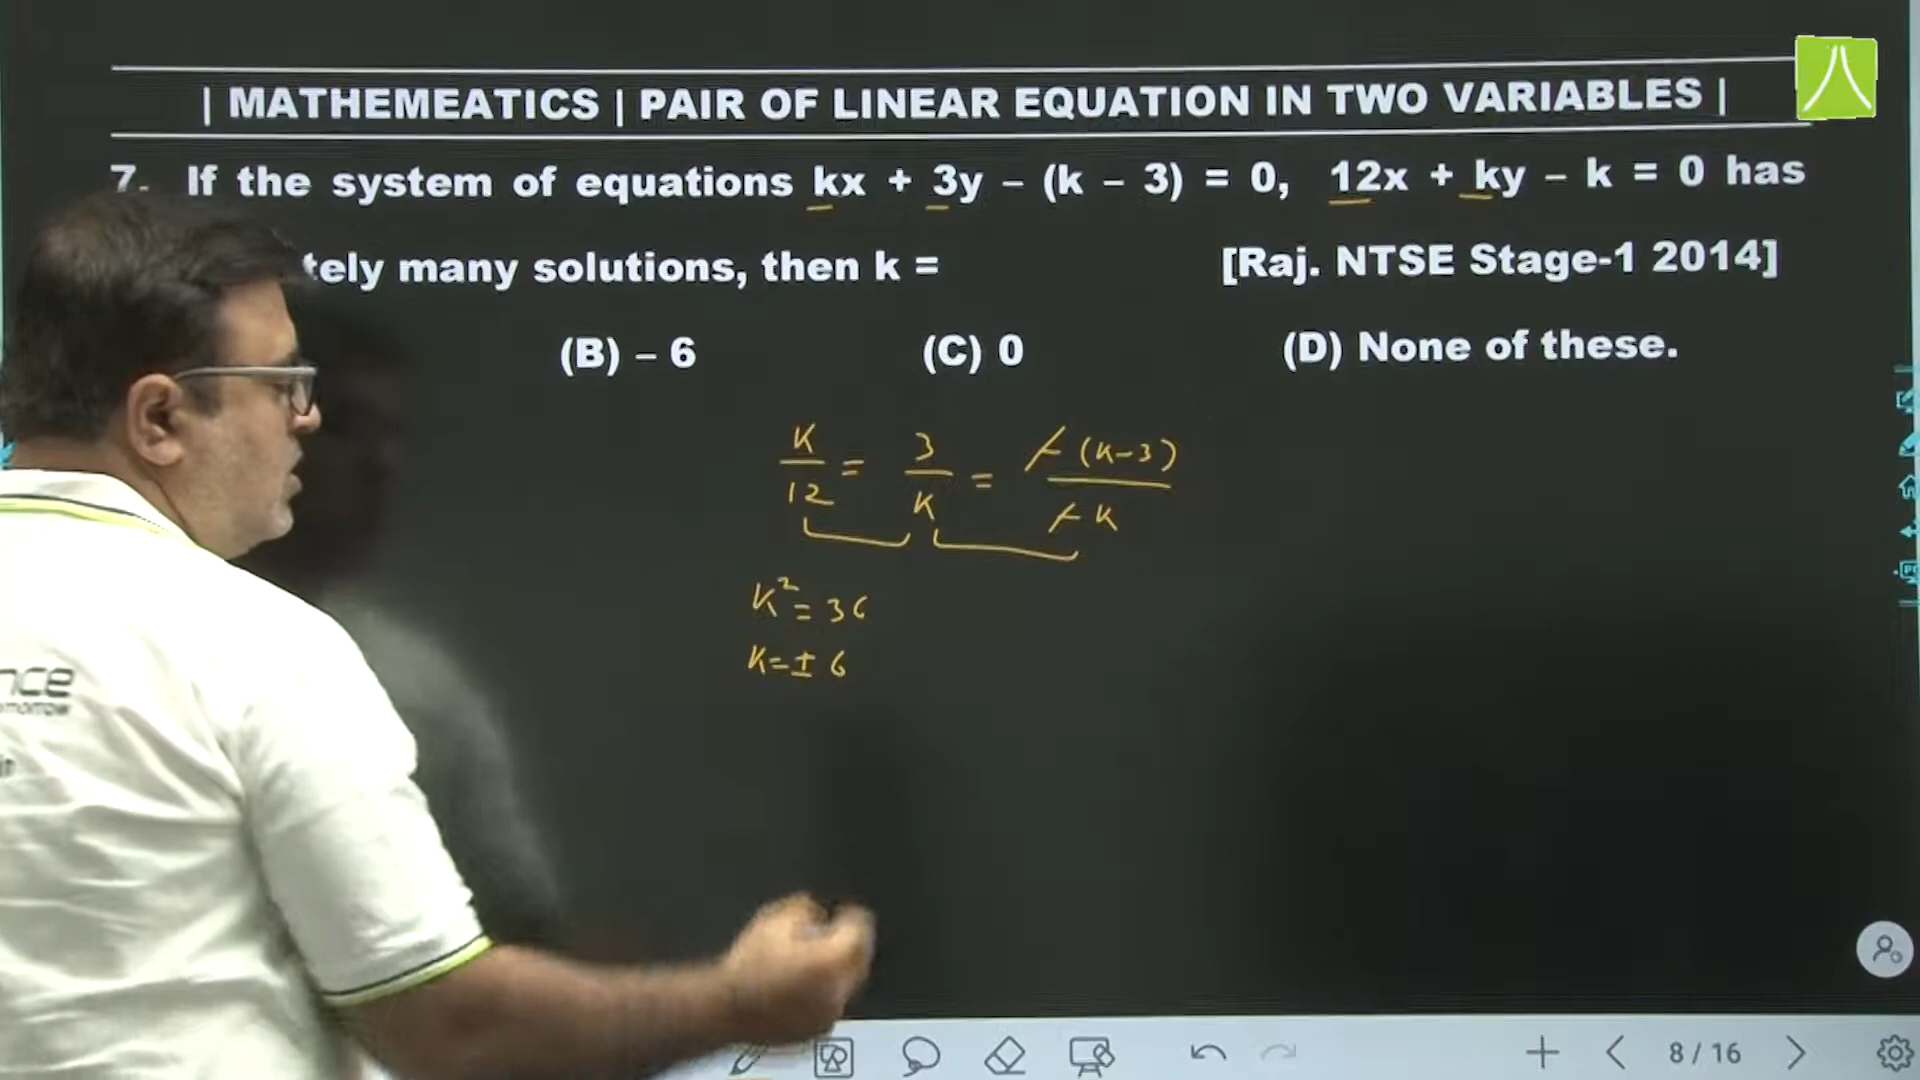 | MATHEMEATICS | PAIR OF LINEAR EQUATION IN TWO VARIABLES |
7. If the system of equations kx + 3y – (k – 3) = 0, 12x + ky – k = 0 has
tely many solutions, then k = [Raj. NTSE Stage-1 2014]
(B) – 6 (C) 0 (D) None of these.
K/12 = 3/K = -(K-3)/-K
K² = 36
K = ± 6
nce
omorrow
8 / 16